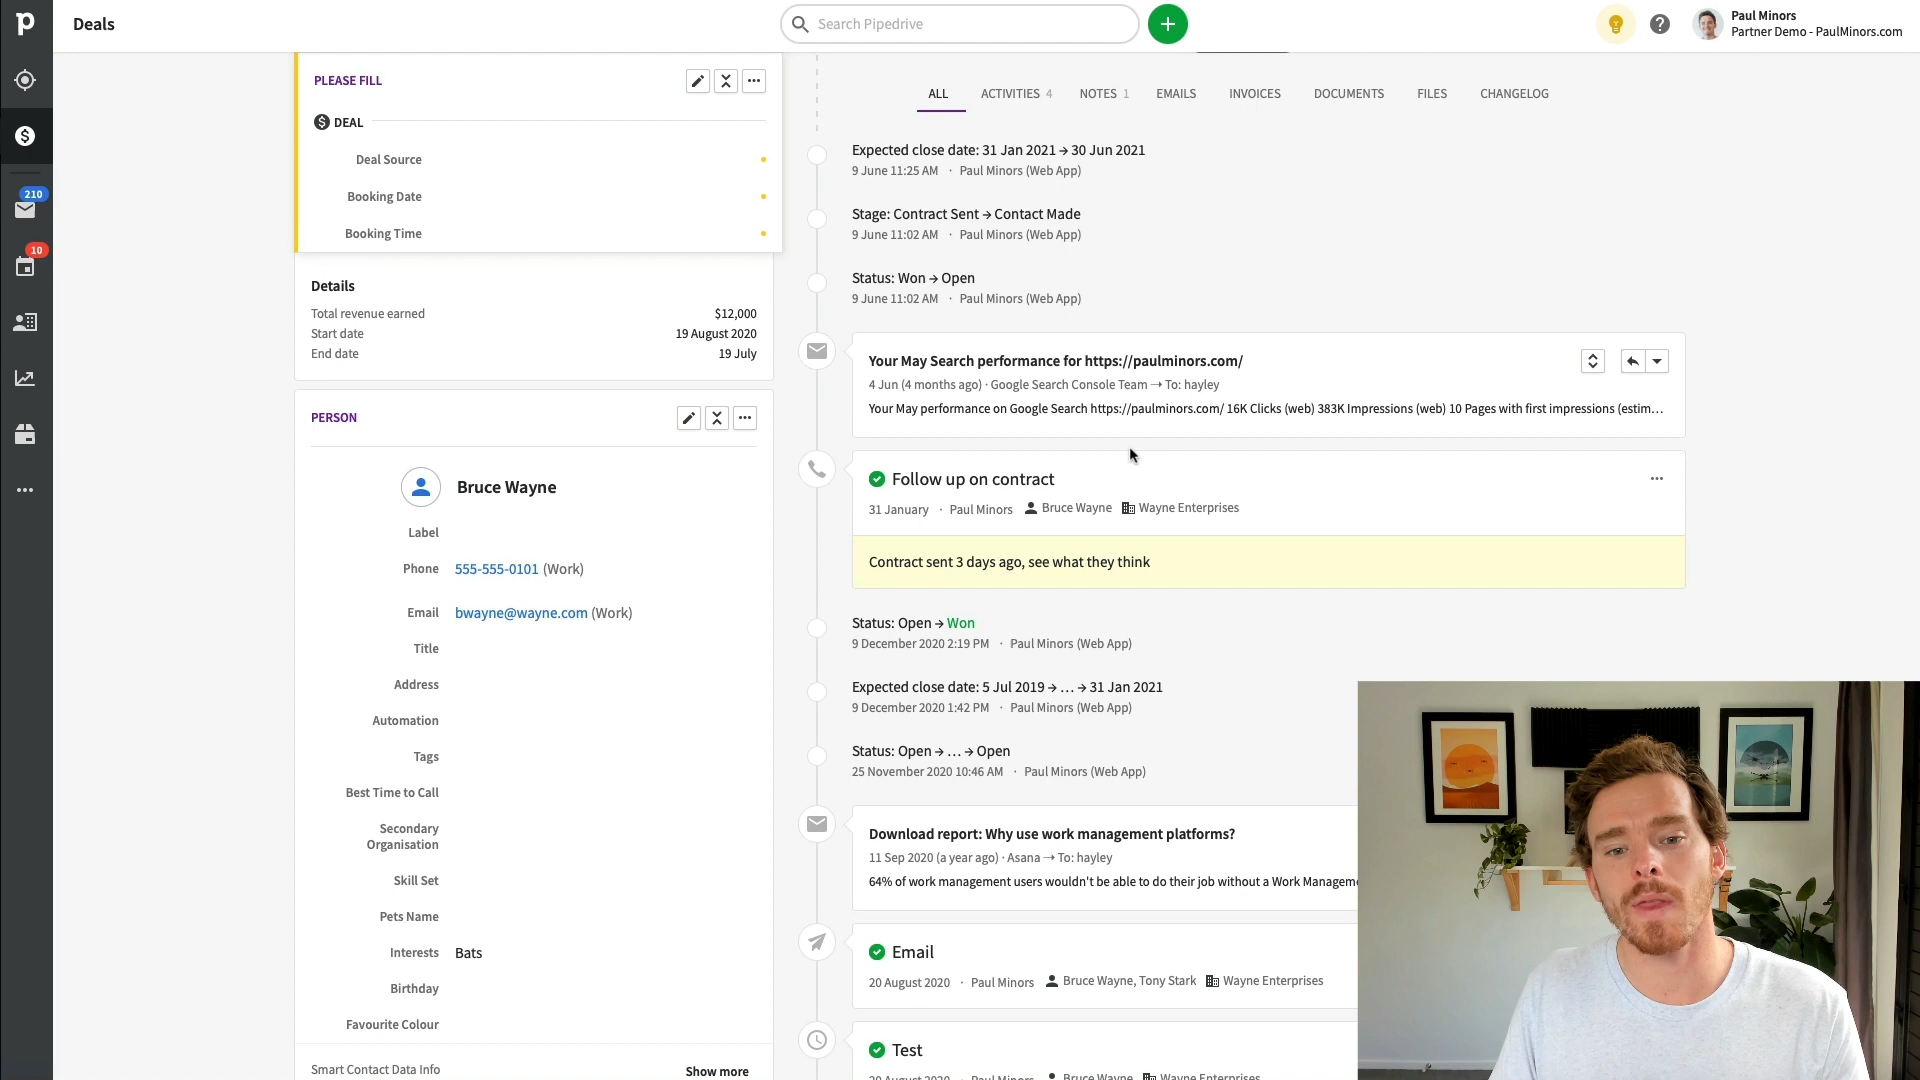 Deals
Search Pipedrive
Paul Minors
Partner Demo - PaulMinors.com
210
10
PLEASE FILL
DEAL
Deal Source
Booking Date
Booking Time
Details
Total revenue earned $12,000
Start date 19 August 2020
End date 19 July
PERSON
Bruce Wayne
Label
Phone 555-555-0101 (Work)
Email bwayne@wayne.com (Work)
Title
Address
Automation
Tags
Best Time to Call
Secondary
Organisation
Skill Set
Pets Name
Interests Bats
Birthday
Favourite Colour
Smart Contact Data Info Show more
ALL ACTIVITIES 4 NOTES 1 EMAILS INVOICES DOCUMENTS FILES CHANGELOG
Expected close date: 31 Jan 2021 → 30 Jun 2021
9 June 11:25 AM · Paul Minors (Web App)
Stage: Contract Sent → Contact Made
9 June 11:02 AM · Paul Minors (Web App)
Status: Won → Open
9 June 11:02 AM · Paul Minors (Web App)
Your May Search performance for https://paulminors.com/
4 Jun (4 months ago) · Google Search Console Team → To: hayley
Your May performance on Google Search https://paulminors.com/ 16K Clicks (web) 383K Impressions (web) 10 Pages with first impressions (estim…
Follow up on contract
31 January · Paul Minors Bruce Wayne Wayne Enterprises
Contract sent 3 days ago, see what they think
Status: Open → Won
9 December 2020 2:19 PM · Paul Minors (Web App)
Expected close date: 5 Jul 2019 → … → 31 Jan 2021
9 December 2020 1:42 PM · Paul Minors (Web App)
Status: Open → … → Open
25 November 2020 10:46 AM · Paul Minors (Web App)
Download report: Why use work management platforms?
11 Sep 2020 (a year ago) · Asana → To: hayley
64% of work management users wouldn't be able to do their job without a Work Manageme
Email
20 August 2020 · Paul Minors Bruce Wayne, Tony Stark Wayne Enterprises
Test
20 August 2020 · Paul Minors Bruce Wayne Wayne Enterprises